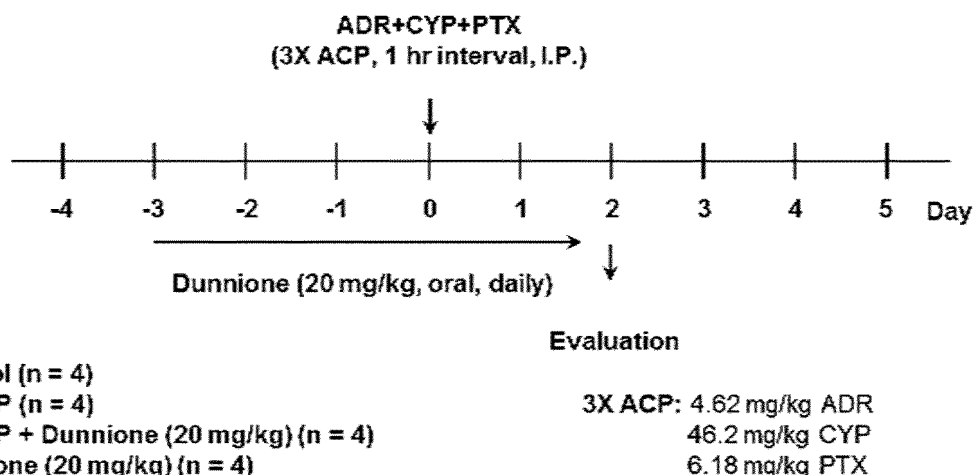 ADR+CYP+PTX
(3X ACP, 1 hr interval, I.P.)
-4 -3 -2 -1 0 1 2 3 4 5 Day
Dunnione (20 mg/kg, oral, daily)
Evaluation
(n = 4)
(n = 4)
3X ACP: 4.62 mg/kg ADR
+ Dunnione (20 mg/kg) (n = 4)
46.2 mg/kg CYP
(20 mg/kg) (n = 4)
6.18 mg/kg PTX